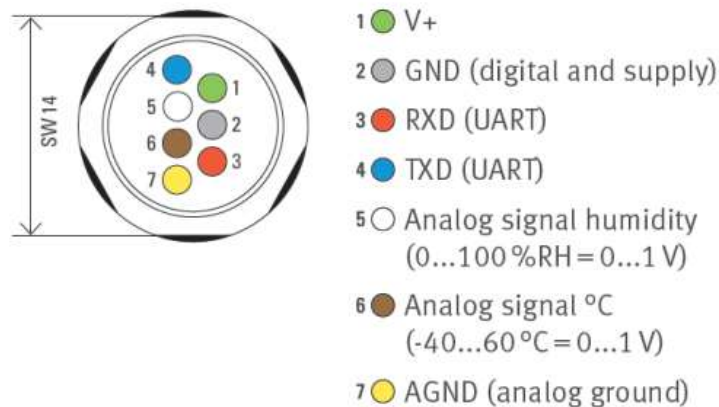 SW14
4
1
5
2
6
3
7
1 V+
2 GND (digital and supply)
3 RXD (UART)
4 TXD (UART)
5 Analog signal humidity
(0...100 %RH = 0...1 V)
6 Analog signal °C
(-40...60 °C = 0...1 V)
7 AGND (analog ground)